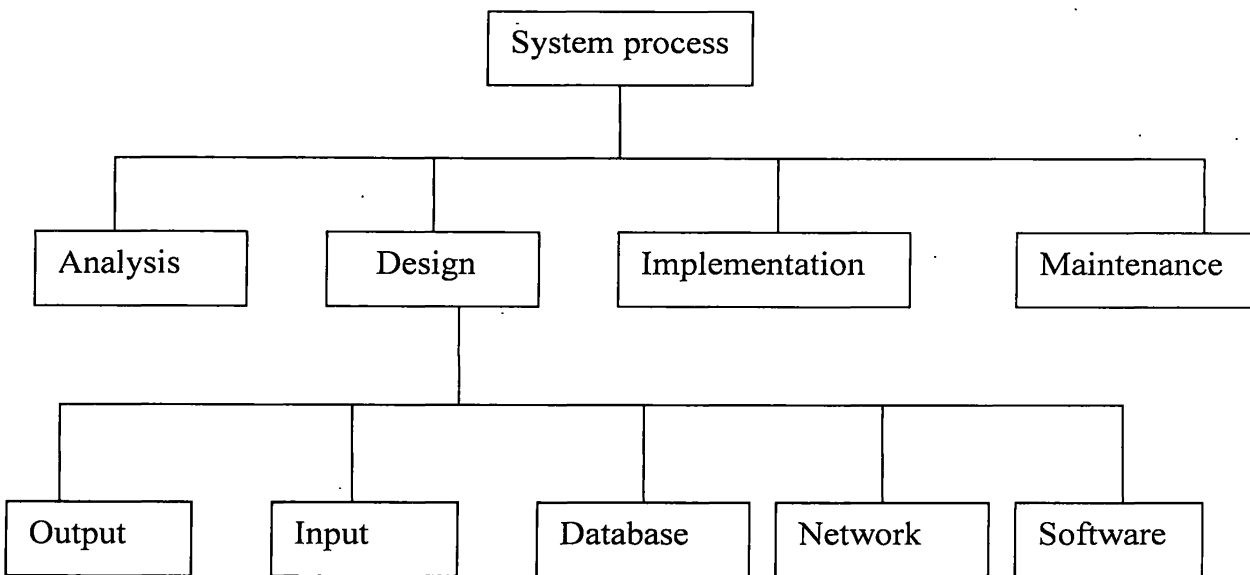 System process
Analysis
Design
Implementation
Maintenance
Output
Input
Database
Network
Software